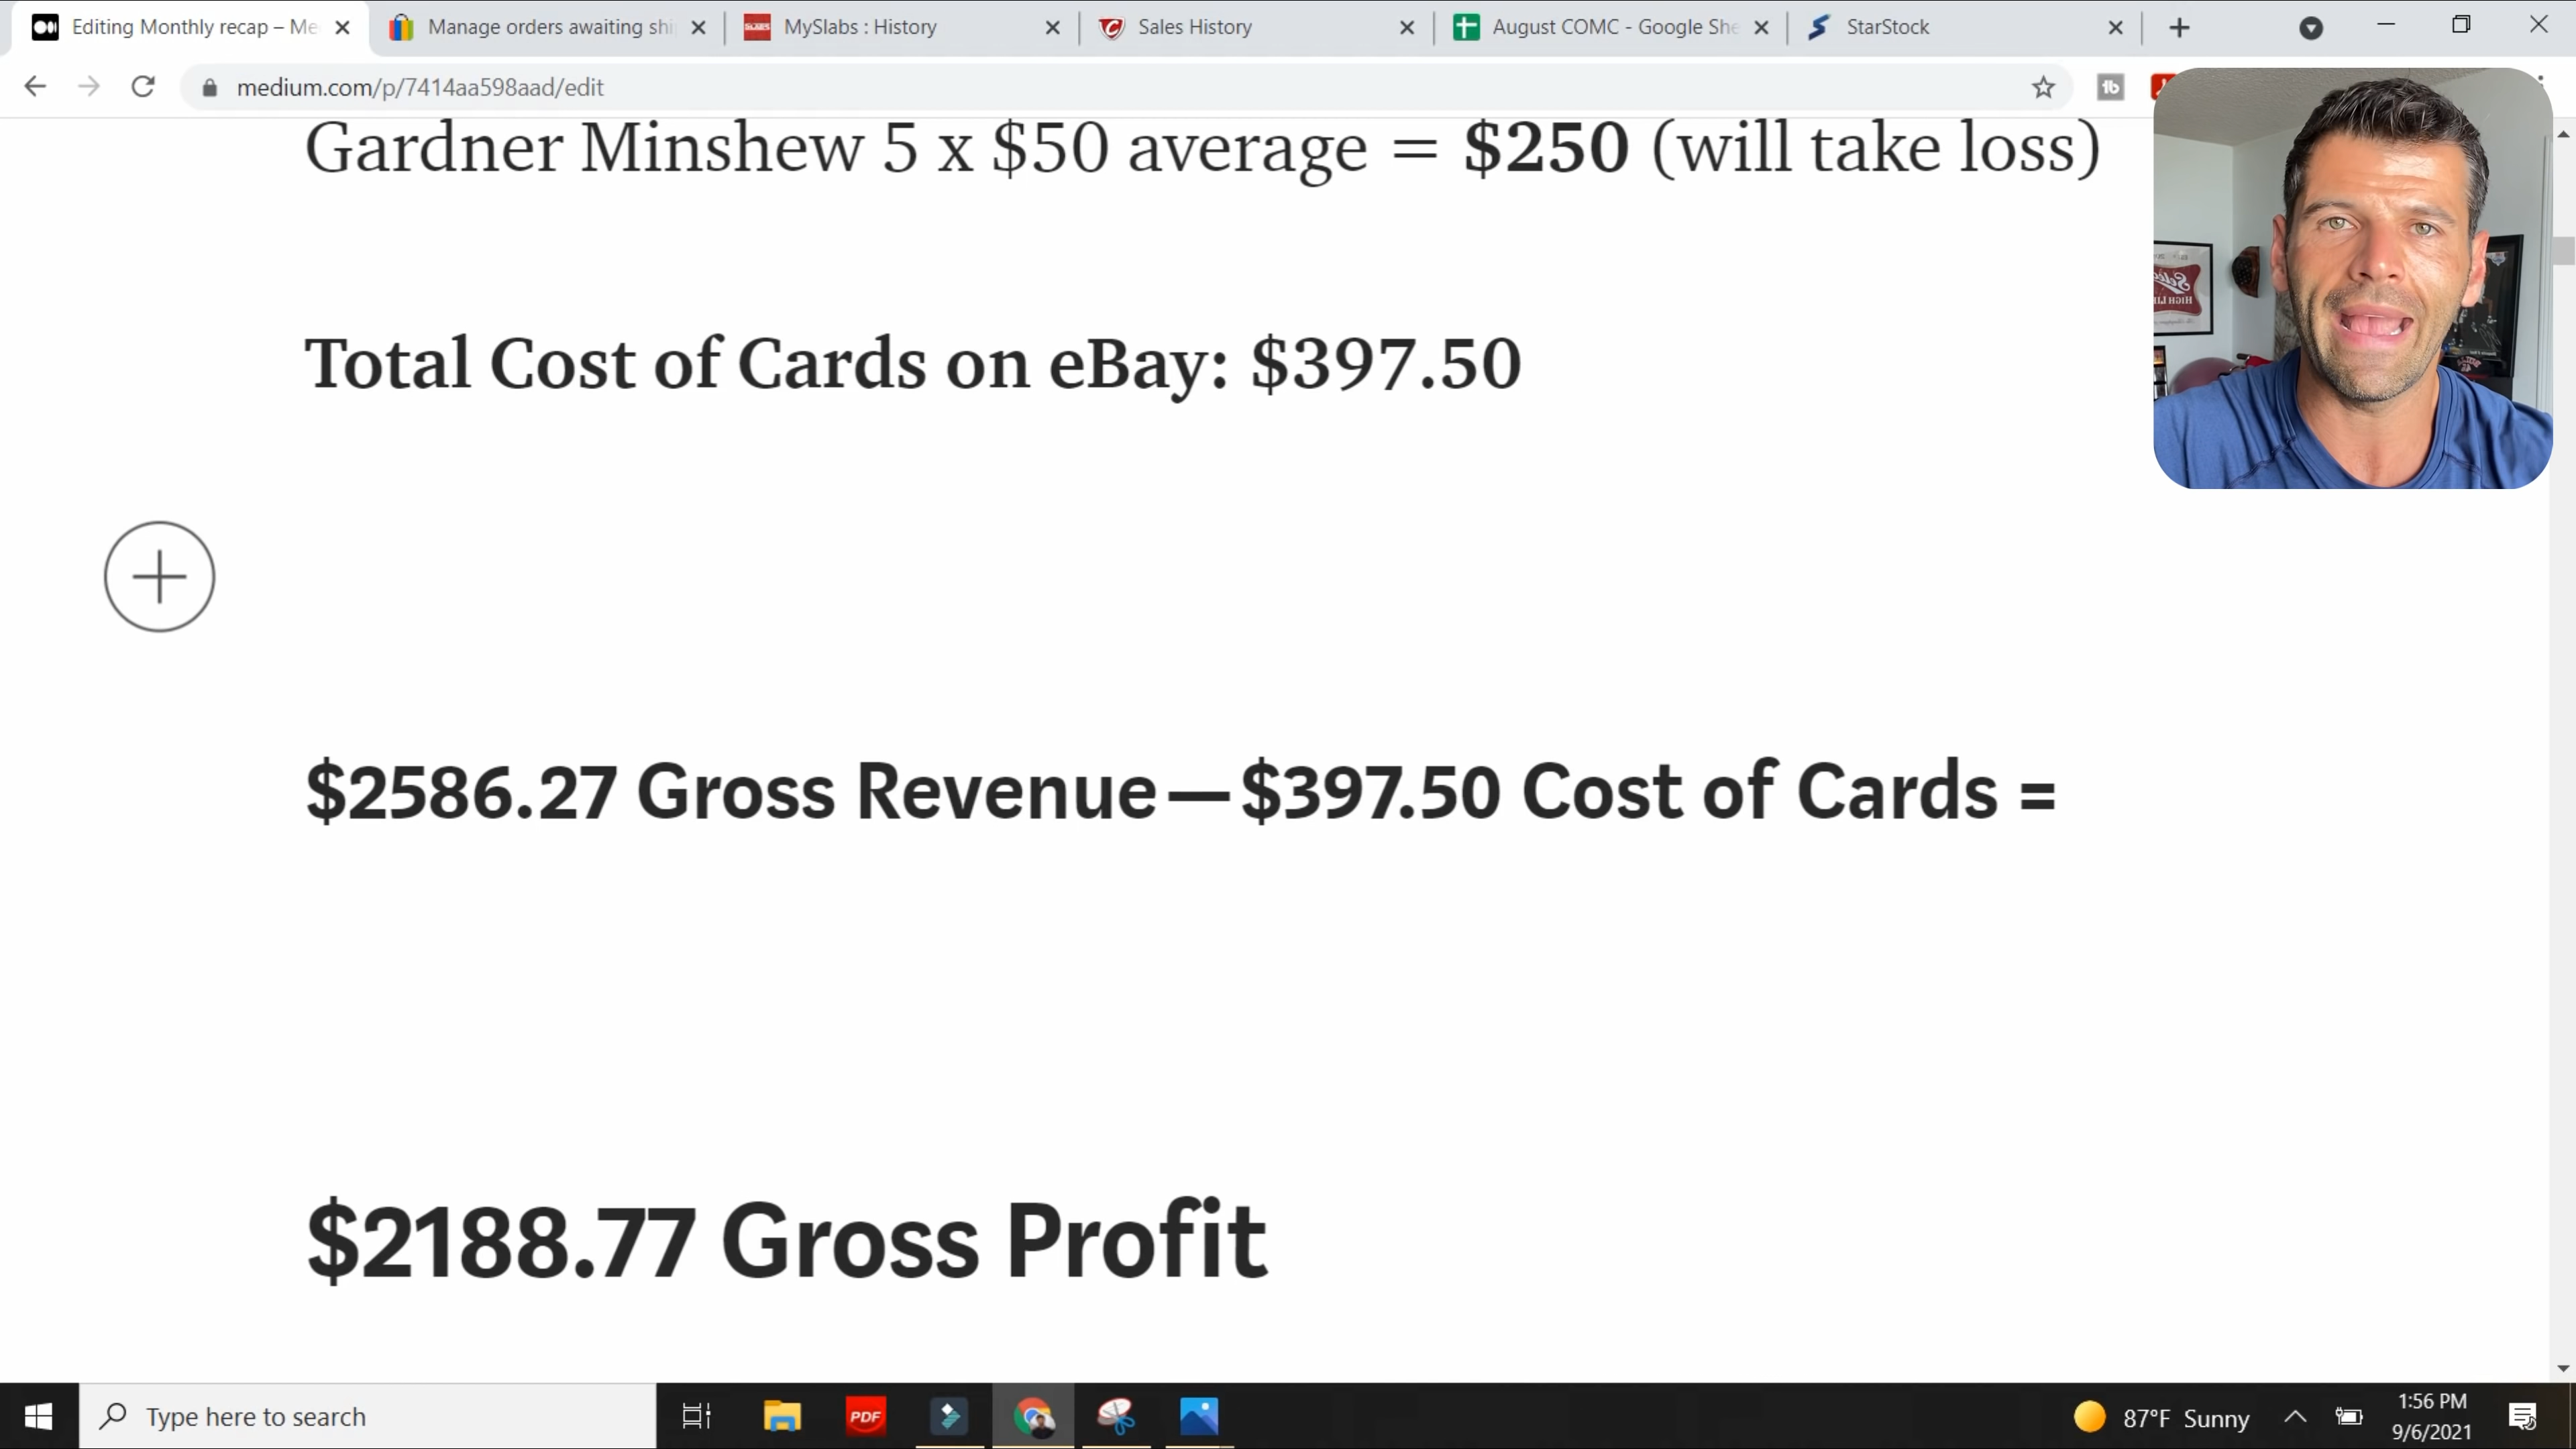 Editing Monthly recap – Me
Manage orders awaiting shi
MySlabs : History
Sales History
August COMC - Google She
StarStock
medium.com/p/7414aa598aad/edit
Gardner Minshew 5 x $50 average = $250 (will take loss)
Total Cost of Cards on eBay: $397.50
$2586.27 Gross Revenue — $397.50 Cost of Cards =
$2188.77 Gross Profit
Type here to search
PDF
87°F Sunny
1:56 PM
9/6/2021